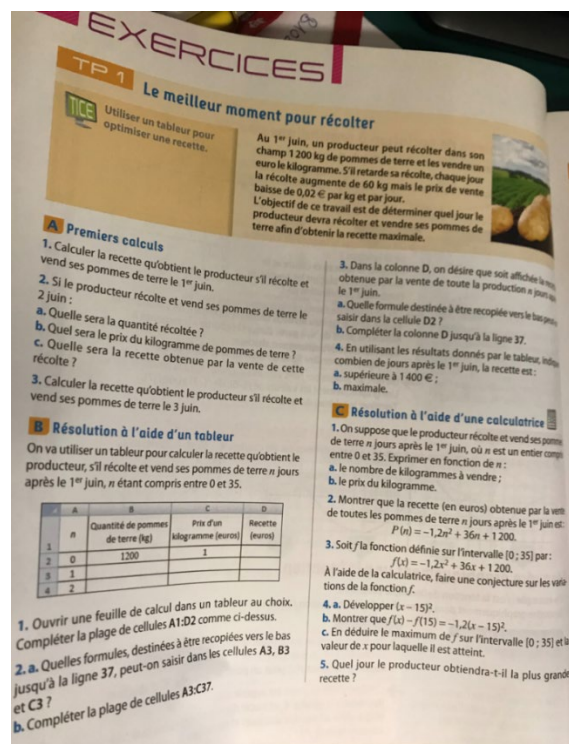 2018
EXERCICES
TP 1
Le meilleur moment pour récolter
TICE
Utiliser un tableur pour
optimiser une recette.
Au 1er juin, un producteur peut récolter dans son
champ 1 200 kg de pommes de terre et les vendre un
euro le kilogramme. S'il retarde sa récolte, chaque jour
la récolte augmente de 60 kg mais le prix de vente
baisse de 0,02 € par kg et par jour.
L'objectif de ce travail est de déterminer quel jour le
producteur devra récolter et vendre ses pommes de
terre afin d'obtenir la recette maximale.
A Premiers calculs
1. Calculer la recette qu'obtient le producteur s'il récolte et
vend ses pommes de terre le 1er juin.
2. Si le producteur récolte et vend ses pommes de terre le
2 juin :
a. Quelle sera la quantité récoltée ?
b. Quel sera le prix du kilogramme de pommes de terre ?
c. Quelle sera la recette obtenue par la vente de cette
récolte ?
3. Calculer la recette qu'obtient le producteur s'il récolte et
vend ses pommes de terre le 3 juin.
B Résolution à l'aide d'un tableur
On va utiliser un tableur pour calculer la recette qu'obtient le
producteur, s'il récolte et vend ses pommes de terre n jours
après le 1er juin, n étant compris entre 0 et 35.
A B C D
1 n Quantité de pommes de terre (kg) Prix d'un kilogramme (euros) Recette (euros)
2 0 1200 1
3 1
4 2
1. Ouvrir une feuille de calcul dans un tableur au choix.
Compléter la plage de cellules A1:D2 comme ci-dessus.
2. a. Quelles formules, destinées à être recopiées vers le bas
jusqu'à la ligne 37, peut-on saisir dans les cellules A3, B3
et C3 ?
b. Compléter la plage de cellules A3:C37.
3. Dans la colonne D, on désire que soit affichée la
obtenue par la vente de toute la production n jours
le 1er juin.
a. Quelle formule destinée à être recopiée vers le bas
saisir dans la cellule D2 ?
b. Compléter la colonne D jusqu'à la ligne 37.
4. En utilisant les résultats donnés par le tableur,
combien de jours après le 1er juin, la recette est :
a. supérieure à 1 400 € ;
b. maximale.
C Résolution à l'aide d'une calculatrice
1. On suppose que le producteur récolte et vend ses
de terre n jours après le 1er juin, où n est un entier
entre 0 et 35. Exprimer en fonction de n :
a. le nombre de kilogrammes à vendre ;
b. le prix du kilogramme.
2. Montrer que la recette (en euros) obtenue par la
de toutes les pommes de terre n jours après le 1er juin est :
P(n) = −1,2n² + 36n + 1 200.
3. Soit f la fonction définie sur l'intervalle [0 ; 35] par :
f(x) = −1,2x² + 36x + 1 200.
À l'aide de la calculatrice, faire une conjecture sur les
tions de la fonction f.
4. a. Développer (x − 15)².
b. Montrer que f(x) − f(15) = −1,2(x − 15)².
c. En déduire le maximum de f sur l'intervalle [0 ; 35] et la
valeur de x pour laquelle il est atteint.
5. Quel jour le producteur obtiendra-t-il la plus grande
recette ?